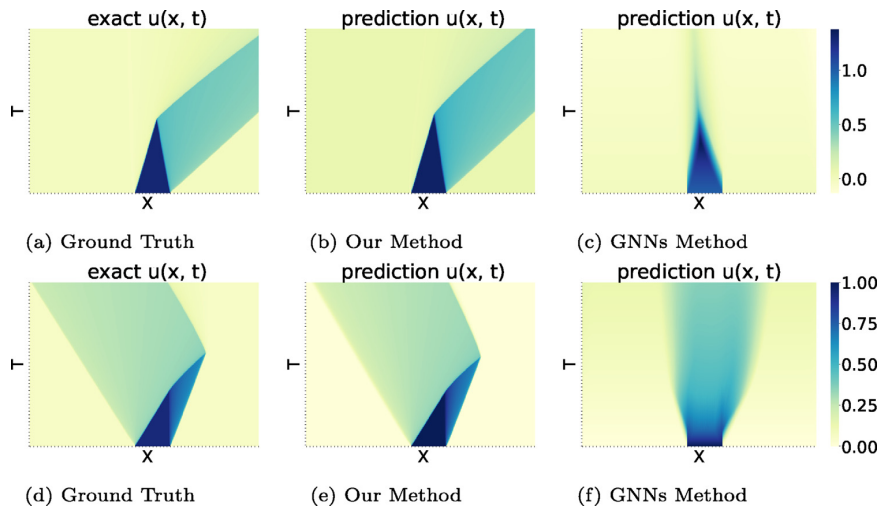 exact u(x, t)
prediction u(x, t)
prediction u(x, t)
T
T
T
X
X
X
1.0
0.5
0.0
(a) Ground Truth
(b) Our Method
(c) GNNs Method
exact u(x, t)
prediction u(x, t)
prediction u(x, t)
T
T
T
X
X
X
1.00
0.75
0.50
0.25
0.00
(d) Ground Truth
(e) Our Method
(f) GNNs Method